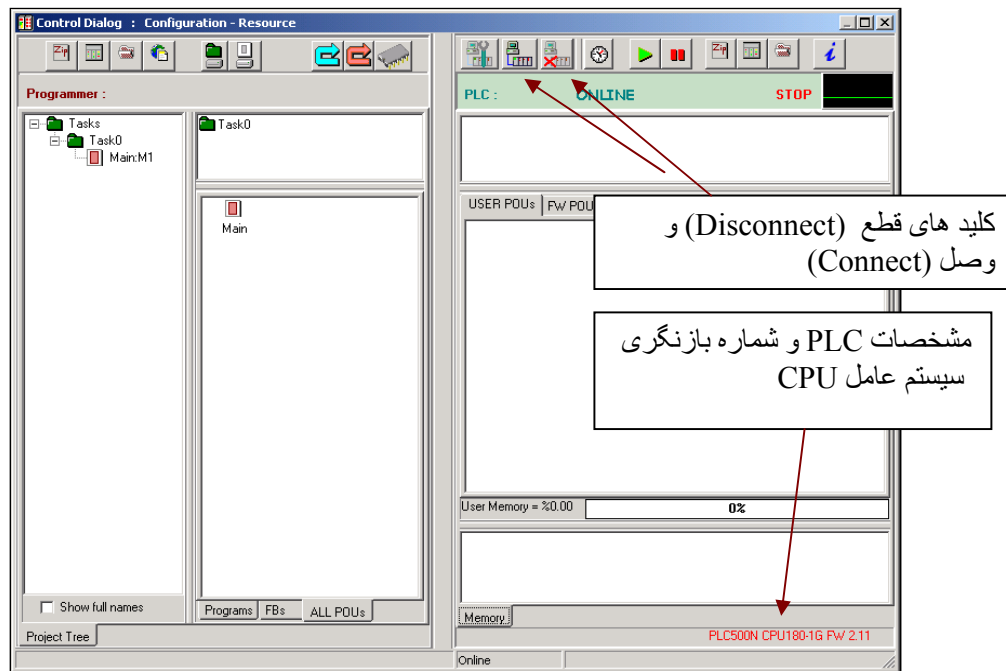 Control Dialog : Configuration - Resource
Zip
Zip
i
Programmer :
PLC : ONLINE STOP
Tasks
Task0
Main:M1
Task0
Main
USER POUs
FW POU
کلید های قطع (Disconnect) و
وصل (Connect)
مشخصات PLC و شماره بازنگری
سیستم عامل CPU
User Memory = %0.00
0%
Show full names
Programs
FBs
ALL POUs
Memory
Project Tree
PLC500N CPU180-1G FW 2.11
Online